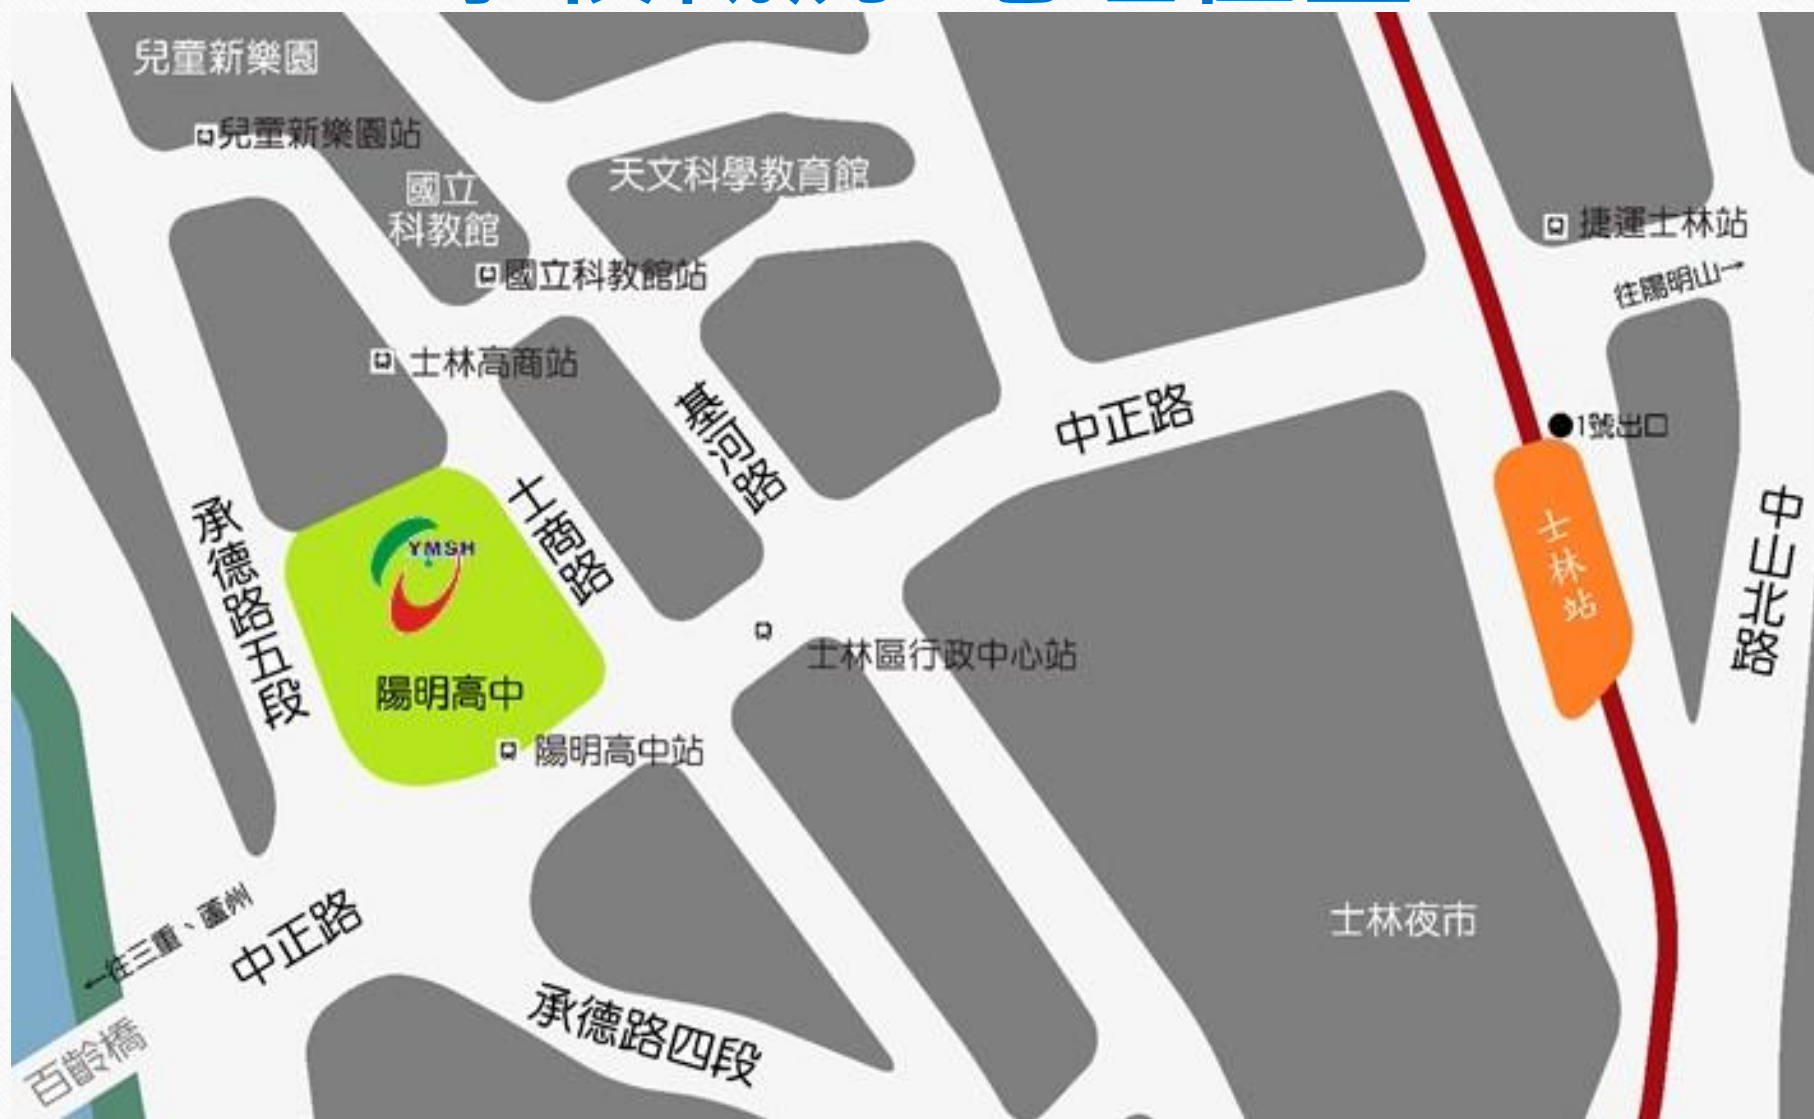 兒童新樂園
兒童新樂園站
國立
科教館
天文科學教育館
國立科教館站
捷運士林站
往陽明山→
士林高商站
基河路
中正路
1號出口
士林站
中山北路
承德路五段
YMSH
士商路
陽明高中
士林區行政中心站
陽明高中站
←往三重、蘆州
中正路
士林夜市
承德路四段
百齡橋